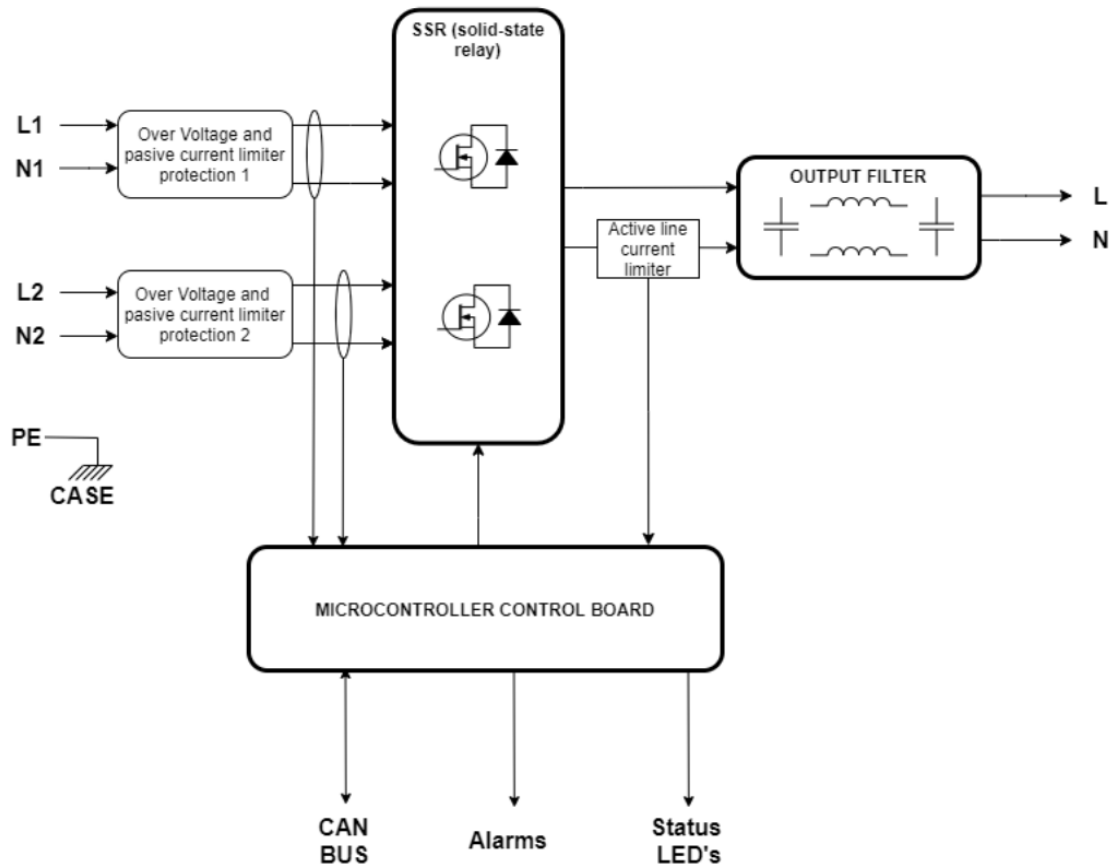 SSR (solid-state
relay)
L1
N1
Over Voltage and
pasive current limiter
protection 1
L2
N2
Over Voltage and
pasive current limiter
protection 2
PE
CASE
Active line
current
limiter
OUTPUT FILTER
L
N
MICROCONTROLLER CONTROL BOARD
CAN
BUS
Alarms
Status
LED's